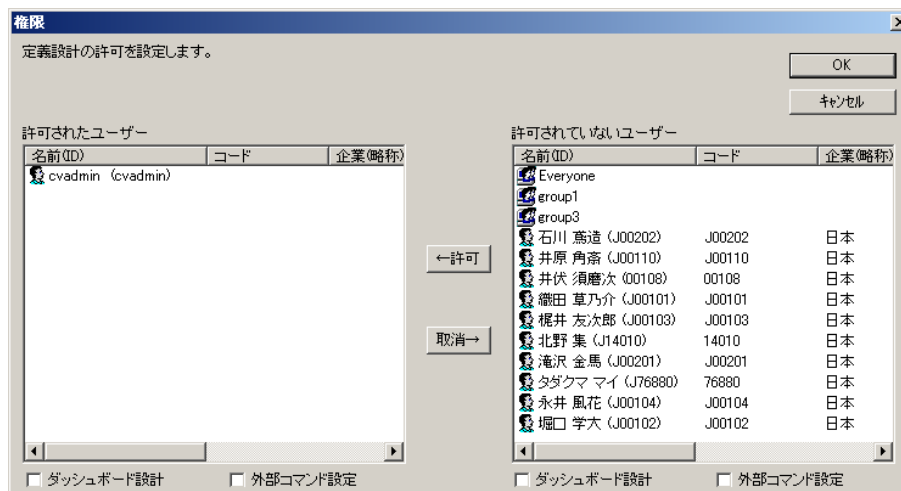 権限
定義設計の許可を設定します。
OK
キャンセル
許可されたユーザー
名前(ID) コード 企業(略称)
cvadmin (cvadmin)
←許可
取消→
許可されていないユーザー
名前(ID) コード 企業(略称)
Everyone
group1
group3
石川 蔦造 (J00202) J00202 日本
井原 角斎 (J00110) J00110 日本
井伏 須磨次 (00108) 00108 日本
織田 草乃介 (J00101) J00101 日本
梶井 友次郎 (J00103) J00103 日本
北野 集 (J14010) 14010 日本
滝沢 金馬 (J00201) J00201 日本
タダクマ マイ (J76880) 76880 日本
永井 風花 (J00104) J00104 日本
堀口 学大 (J00102) J00102 日本
ダッシュボード設計 外部コマンド設定
ダッシュボード設計 外部コマンド設定